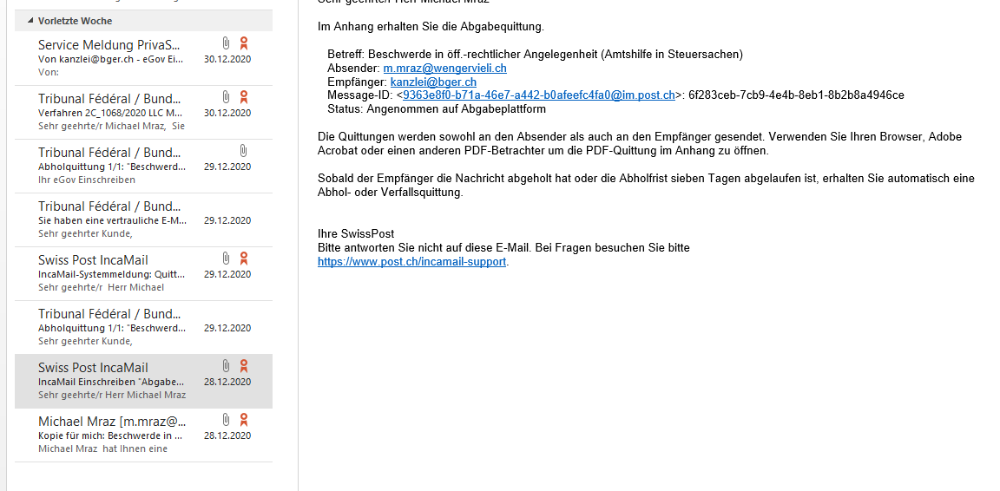 Vorletzte Woche
Service Meldung PrivaS...
Von kanzlei@bger.ch - eGov Ei...
30.12.2020
Von:
Tribunal Fédéral / Bund...
Verfahren 2C_1068/2020 LLC M...
30.12.2020
Sehr geehrte/r Michael Mraz, Sie
Tribunal Fédéral / Bund...
Abholquittung 1/1: "Beschwerd...
29.12.2020
Ihr eGov Einschreiben
Tribunal Fédéral / Bund...
Sie haben eine vertrauliche E-M...
29.12.2020
Sehr geehrter Kunde,
Swiss Post IncaMail
IncaMail-Systemmeldung: Quitt...
29.12.2020
Sehr geehrte/r Herr Michael
Tribunal Fédéral / Bund...
Abholquittung 1/1: "Beschwerd...
29.12.2020
Sehr geehrter Kunde,
Swiss Post IncaMail
IncaMail Einschreiben "Abgabe...
28.12.2020
Sehr geehrte/r Herr Michael Mraz
Michael Mraz [m.mraz@...
Kopie für mich: Beschwerde in ...
28.12.2020
Michael Mraz hat Ihnen eine
Sehr geehrte/r Herr Michael Mraz
Im Anhang erhalten Sie die Abgabequittung.
Betreff: Beschwerde in öff.-rechtlicher Angelegenheit (Amtshilfe in Steuersachen)
Absender: m.mraz@wengervieli.ch
Empfänger: kanzlei@bger.ch
Message-ID: <9363e8f0-b71a-46e7-a442-b0afeefc4fa0@im.post.ch>: 6f283ceb-7cb9-4e4b-8eb1-8b2b8a4946ce
Status: Angenommen auf Abgabeplattform
Die Quittungen werden sowohl an den Absender als auch an den Empfänger gesendet. Verwenden Sie Ihren Browser, Adobe
Acrobat oder einen anderen PDF-Betrachter um die PDF-Quittung im Anhang zu öffnen.
Sobald der Empfänger die Nachricht abgeholt hat oder die Abholfrist sieben Tagen abgelaufen ist, erhalten Sie automatisch eine
Abhol- oder Verfallsquittung.
Ihre SwissPost
Bitte antworten Sie nicht auf diese E-Mail. Bei Fragen besuchen Sie bitte
https://www.post.ch/incamail-support.